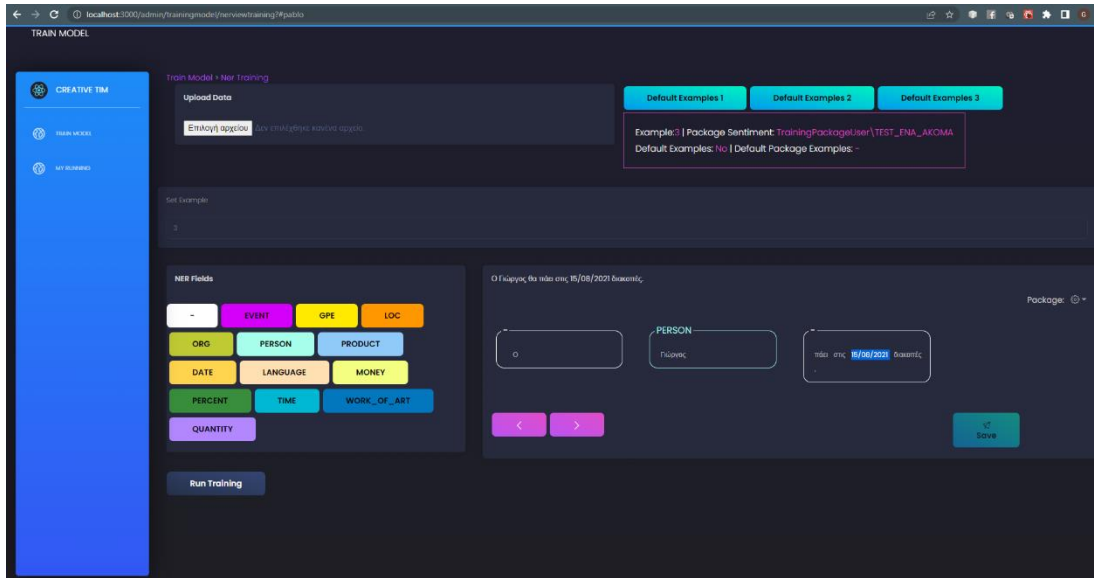 localhost:3000/admin/trainingmodel/nerviewtraining?#pablo
TRAIN MODEL
CREATIVE TIM
TRAIN MODEL
MY RUNNING
Train Model > Ner Training
Upload Data
Επιλογή αρχείου Δεν επιλέχθηκε κανένα αρχείο.
Default Examples 1
Default Examples 2
Default Examples 3
Example:3 | Package Sentiment: TrainingPackageUser\TEST_ENA_AKOMA
Default Examples: No | Default Package Examples: -
Set Example
3
NER Fields
-
EVENT
GPE
LOC
ORG
PERSON
PRODUCT
DATE
LANGUAGE
MONEY
PERCENT
TIME
WORK_OF_ART
QUANTITY
Run Training
Ο Γιώργος θα πάει στις 15/08/2021 διακοπές.
Package:
-
Ο
PERSON
Γιώργος
-
πάει στις 15/08/2021 διακοπές
.
<
>
Save